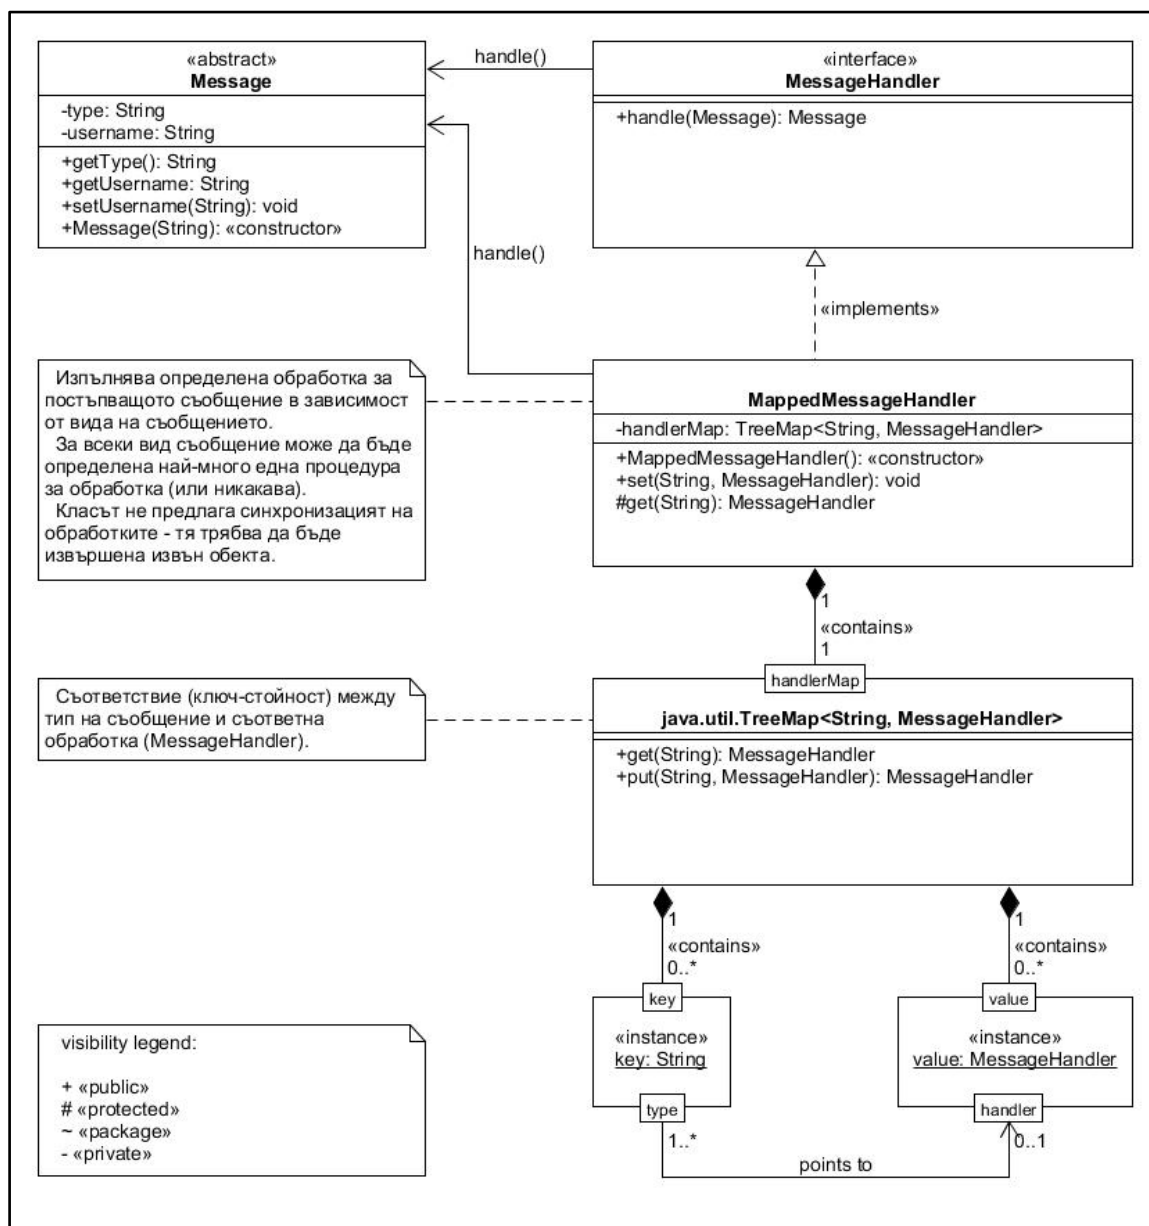 «abstract»
Message
-type: String
-username: String
+getType(): String
+getUsername: String
+setUsername(String): void
+Message(String): «constructor»
handle()
«interface»
MessageHandler
+handle(Message): Message
handle()
«implements»
Изпълнява определена обработка за
постъпващото съобщение в зависимост
от вида на съобщението.
За всеки вид съобщение може да бъде
определена най-много една процедура
за обработка (или никакава).
Класът не предлага синхронизацият на
обработките - тя трябва да бъде
извършена извън обекта.
MappedMessageHandler
-handlerMap: TreeMap<String, MessageHandler>
+MappedMessageHandler(): «constructor»
+set(String, MessageHandler): void
#get(String): MessageHandler
1
«contains»
1
handlerMap
Съответствие (ключ-стойност) между
тип на съобщение и съответна
обработка (MessageHandler).
java.util.TreeMap<String, MessageHandler>
+get(String): MessageHandler
+put(String, MessageHandler): MessageHandler
1
«contains»
0..*
key
«instance»
key: String
type
1..*
1
«contains»
0..*
value
«instance»
value: MessageHandler
handler
0..1
points to
visibility legend:
+ «public»
# «protected»
~ «package»
- «private»